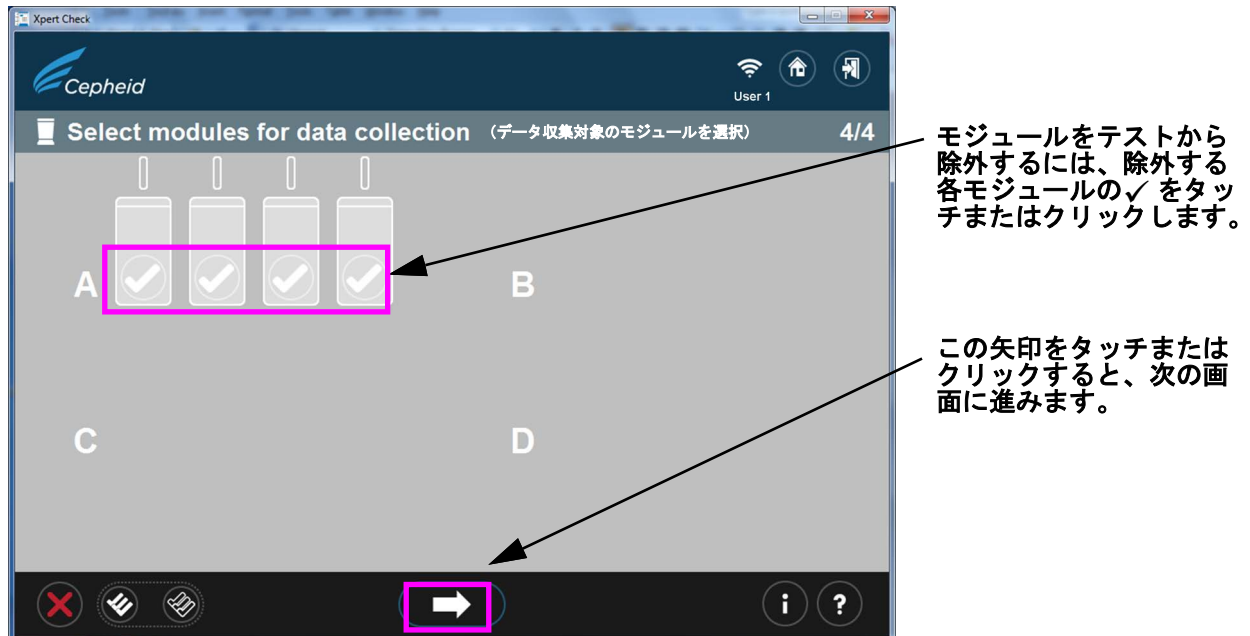 Xpert Check
Cepheid
User 1
Select modules for data collection （データ収集対象のモジュールを選択） 4/4
A
B
C
D
i ?
モジュールをテストから
除外するには、除外する
各モジュールの✓ をタッ
チまたはクリックします。
この矢印をタッチまたは
クリックすると、次の画
面に進みます。